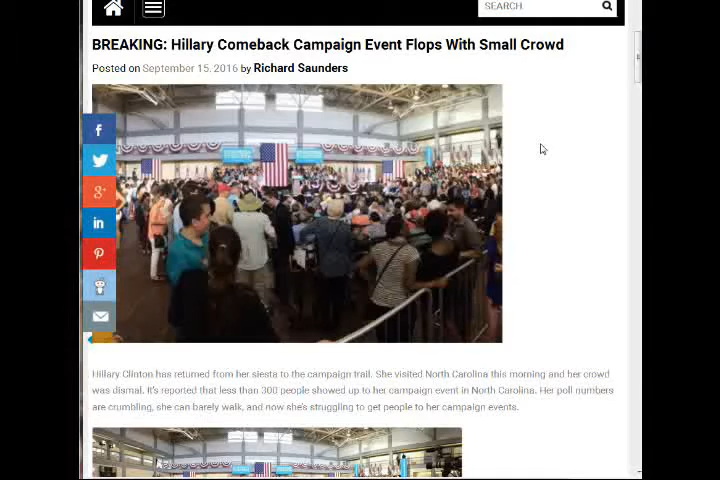 SEARCH
BREAKING: Hillary Comeback Campaign Event Flops With Small Crowd
Posted on September 15, 2016 by Richard Saunders
Hillary Clinton has returned from her siesta to the campaign trail. She visited North Carolina this morning and her crowd
was dismal. It's reported that less than 300 people showed up to her campaign event in North Carolina. Her poll numbers
are crumbling, she can barely walk, and now she's struggling to get people to her campaign events.